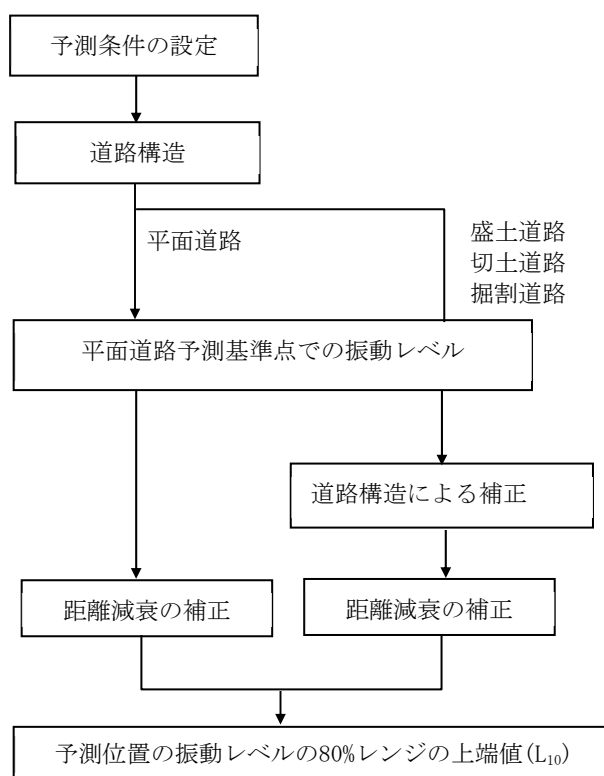 予測条件の設定
道路構造
平面道路
盛土道路
切土道路
掘割道路
平面道路予測基準点での振動レベル
道路構造による補正
距離減衰の補正
距離減衰の補正
予測位置の振動レベルの80%レンジの上端値(L₁₀)